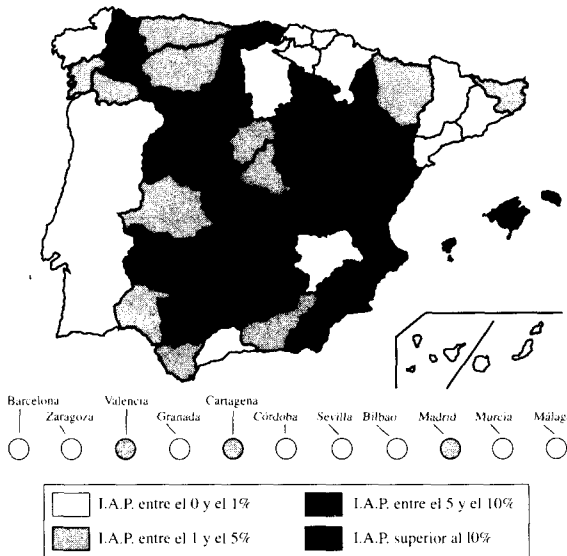 Barcelona Valencia Cartagena
Zaragoza Granada Córdoba Sevilla Bilbao Madrid Murcia Málag
I.A.P. entre el 0 y el 1% I.A.P. entre el 5 y el 10%
I.A.P. entre el 1 y el 5% I.A.P. superior al 10%